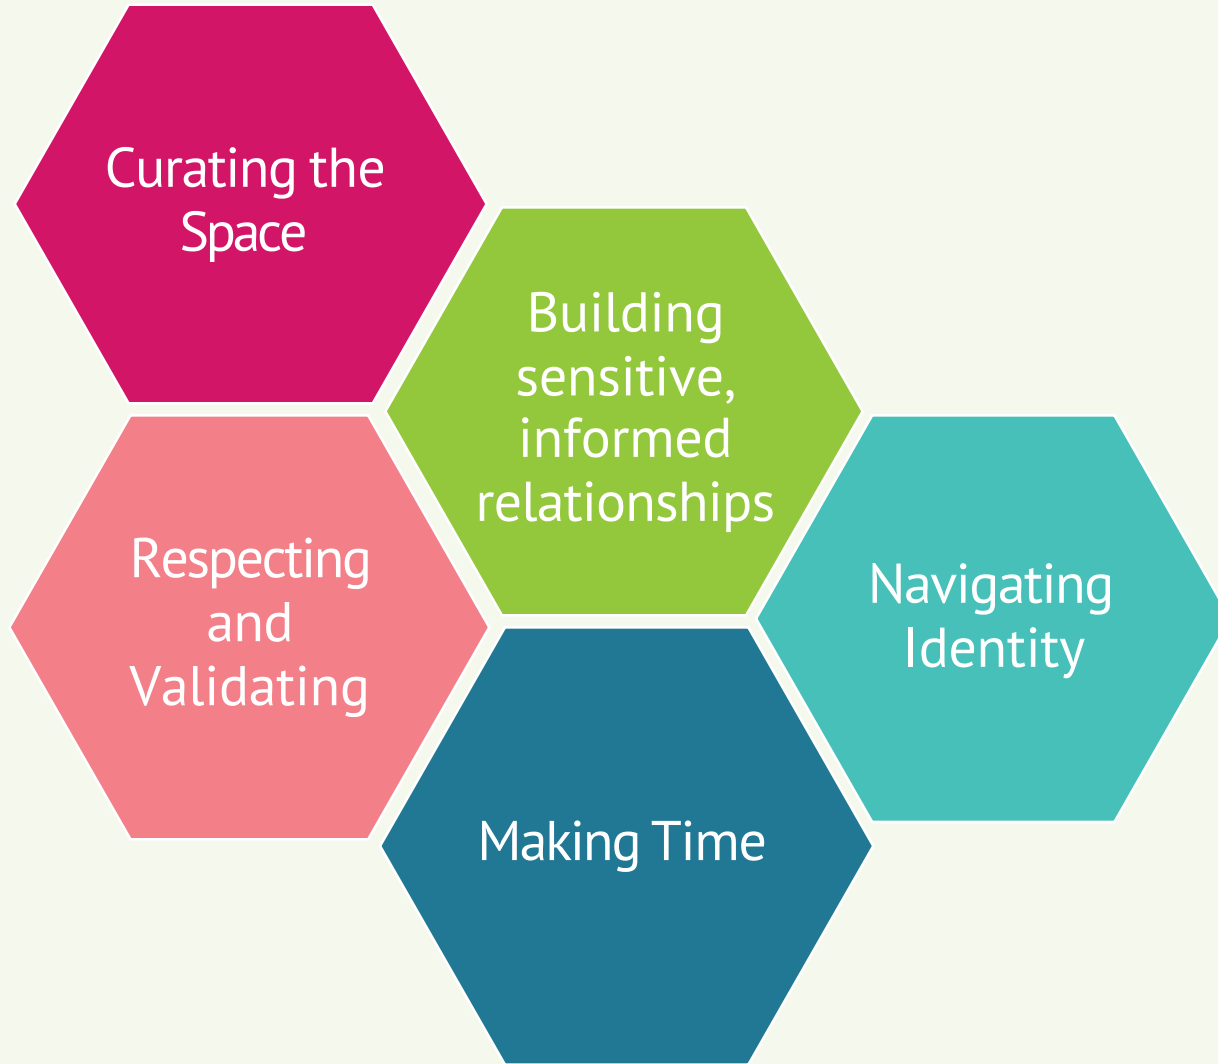 Curating the
Space
Building
sensitive,
informed
relationships
Respecting
and
Validating
Navigating
Identity
Making Time